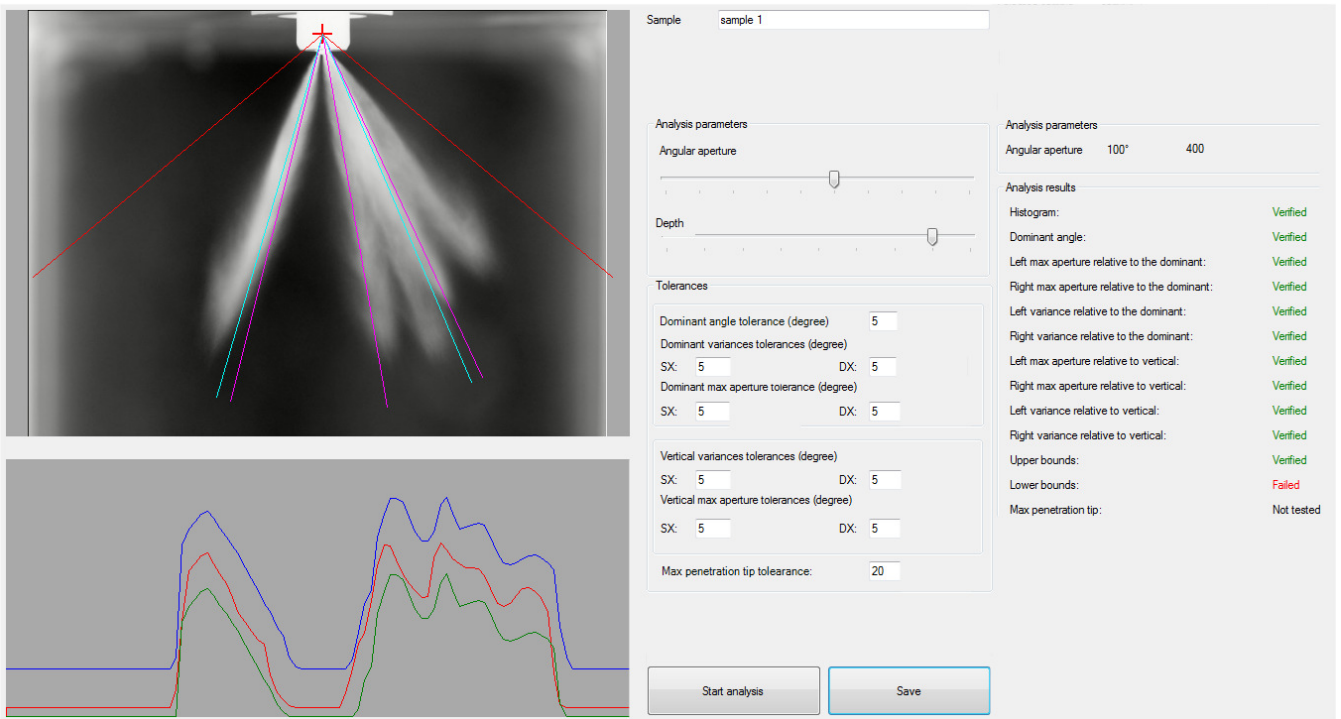 Sample sample 1
Analysis parameters
Angular aperture
Depth
Tolerances
Dominant angle tolerance (degree) 5
Dominant variances tolerances (degree)
SX: 5 DX: 5
Dominant max aperture tolerance (degree)
SX: 5 DX: 5
Vertical variances tolerances (degree)
SX: 5 DX: 5
Vertical max aperture tolerances (degree)
SX: 5 DX: 5
Max penetration tip tolearance: 20
Start analysis Save
Analysis parameters
Angular aperture 100° 400
Analysis results
Histogram: Verified
Dominant angle: Verified
Left max aperture relative to the dominant: Verified
Right max aperture relative to the dominant: Verified
Left variance relative to the dominant: Verified
Right variance relative to the dominant: Verified
Left max aperture relative to vertical: Verified
Right max aperture relative to vertical: Verified
Left variance relative to vertical: Verified
Right variance relative to vertical: Verified
Upper bounds: Verified
Lower bounds: Failed
Max penetration tip: Not tested